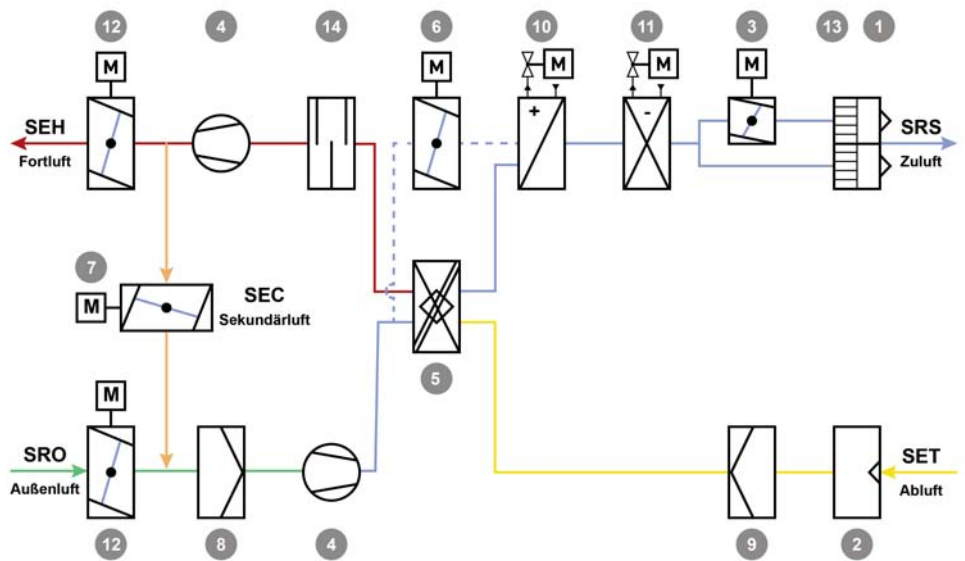 12 4 14 6 10 11 3 13 1
M M M M M
+ -
SEH SRS
Fortluft Zuluft
7
M SEC
Sekundärluft
5
M
SRO SET
Außenluft Abluft
12 8 4 9 2